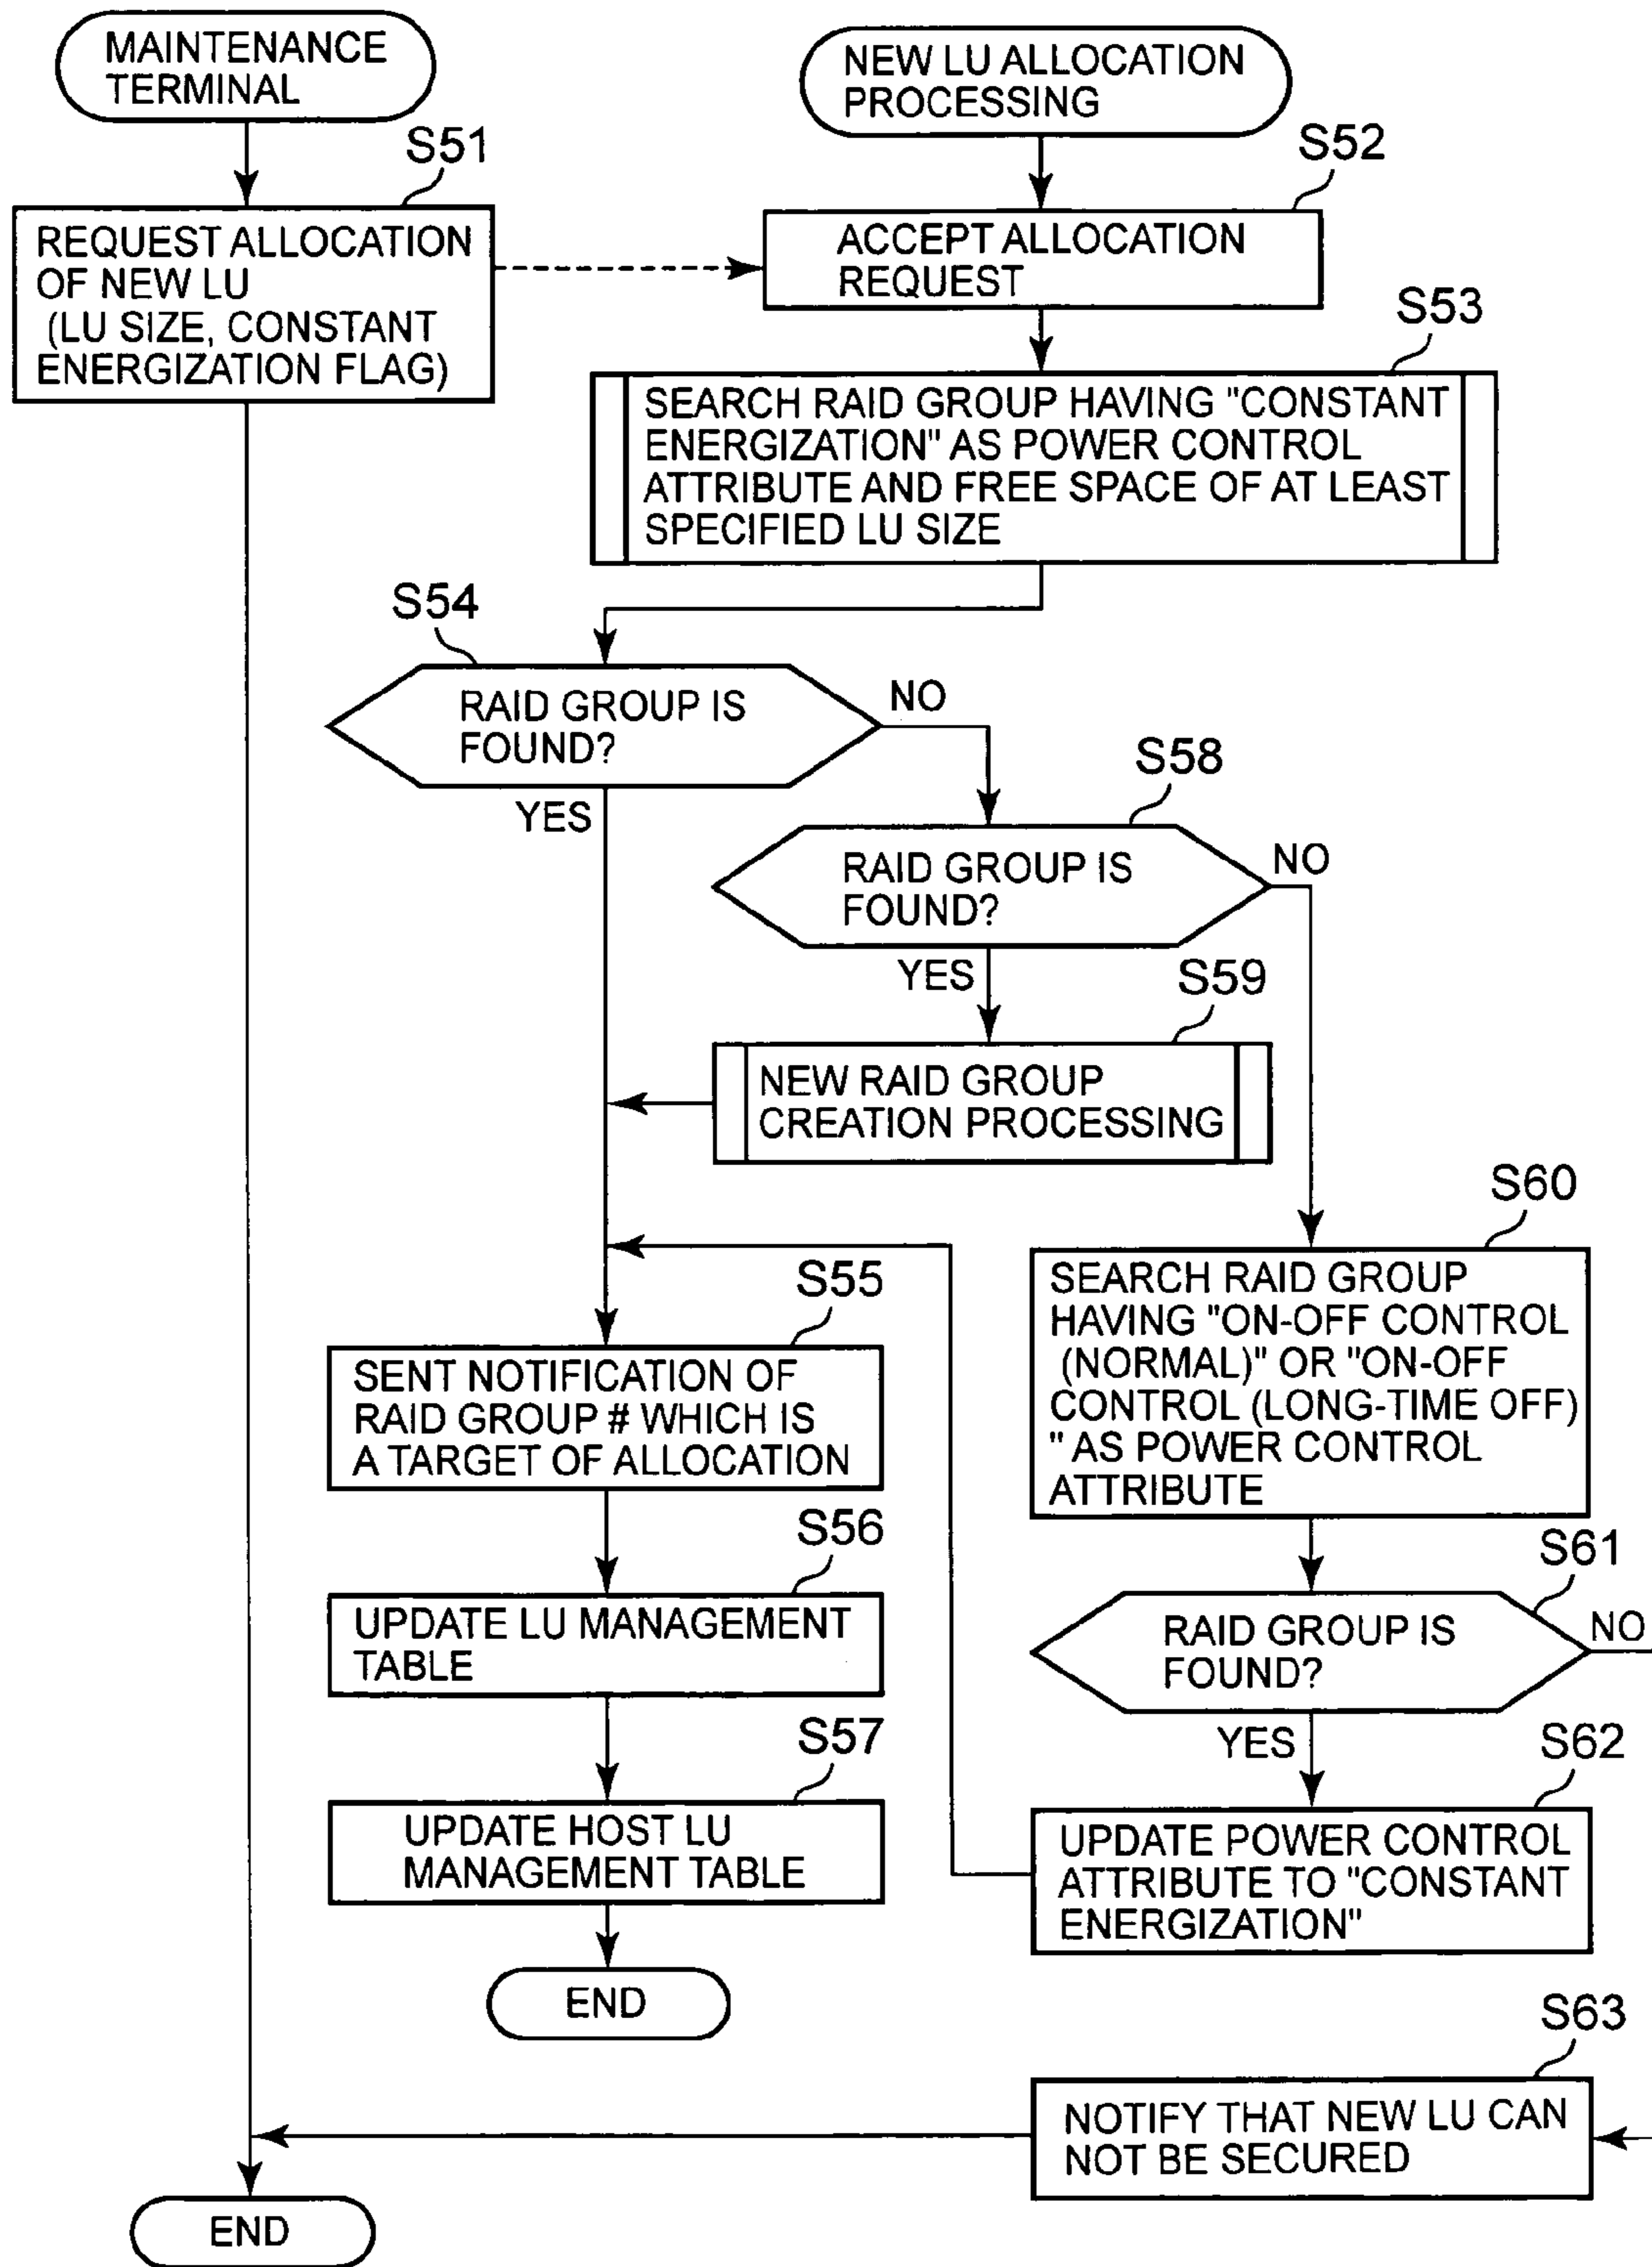 MAINTENANCE
TERMINAL
NEW LU ALLOCATION
PROCESSING
S51
REQUEST ALLOCATION
OF NEW LU
(LU SIZE, CONSTANT
ENERGIZATION FLAG)
S52
ACCEPT ALLOCATION
REQUEST
S53
SEARCH RAID GROUP HAVING "CONSTANT
ENERGIZATION" AS POWER CONTROL
ATTRIBUTE AND FREE SPACE OF AT LEAST
SPECIFIED LU SIZE
S54
RAID GROUP IS
FOUND?
NO
YES
S58
RAID GROUP IS
FOUND?
NO
YES
S59
NEW RAID GROUP
CREATION PROCESSING
S60
SEARCH RAID GROUP
HAVING "ON-OFF CONTROL
(NORMAL)" OR "ON-OFF
CONTROL (LONG-TIME OFF)
" AS POWER CONTROL
ATTRIBUTE
S55
SENT NOTIFICATION OF
RAID GROUP # WHICH IS
A TARGET OF ALLOCATION
S56
UPDATE LU MANAGEMENT
TABLE
S61
RAID GROUP IS
FOUND?
NO
YES
S57
UPDATE HOST LU
MANAGEMENT TABLE
S62
UPDATE POWER CONTROL
ATTRIBUTE TO "CONSTANT
ENERGIZATION"
END
S63
NOTIFY THAT NEW LU CAN
NOT BE SECURED
END